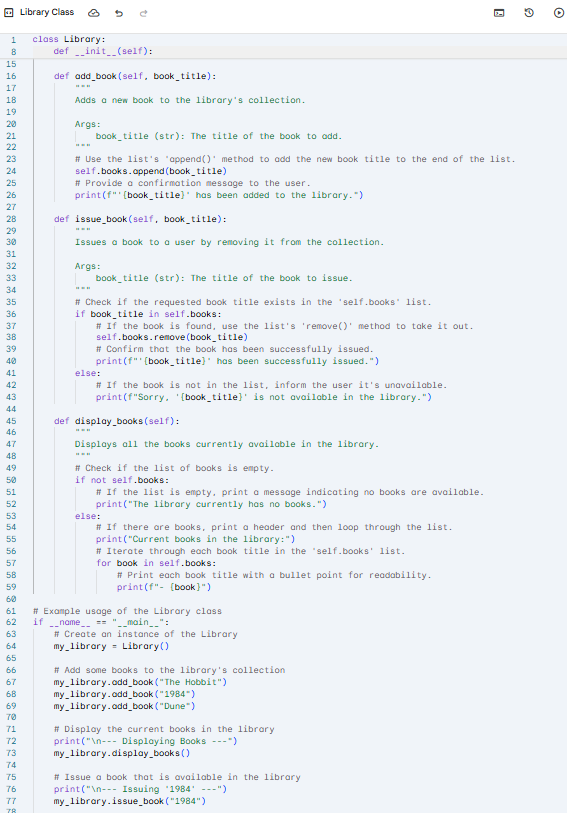 Library Class
1 class Library:
8     def __init__(self):
15
16     def add_book(self, book_title):
17         """
18         Adds a new book to the library's collection.
19
20         Args:
21             book_title (str): The title of the book to add.
22         """
23         # Use the list's 'append()' method to add the new book title to the end of the list.
24         self.books.append(book_title)
25         # Provide a confirmation message to the user.
26         print(f"'{book_title}' has been added to the library.")
27
28     def issue_book(self, book_title):
29         """
30         Issues a book to a user by removing it from the collection.
31
32         Args:
33             book_title (str): The title of the book to issue.
34         """
35         # Check if the requested book title exists in the 'self.books' list.
36         if book_title in self.books:
37             # If the book is found, use the list's 'remove()' method to take it out.
38             self.books.remove(book_title)
39             # Confirm that the book has been successfully issued.
40             print(f"'{book_title}' has been successfully issued.")
41         else:
42             # If the book is not in the list, inform the user it's unavailable.
43             print(f"Sorry, '{book_title}' is not available in the library.")
44
45     def display_books(self):
46         """
47         Displays all the books currently available in the library.
48         """
49         # Check if the list of books is empty.
50         if not self.books:
51             # If the list is empty, print a message indicating no books are available.
52             print("The library currently has no books.")
53         else:
54             # If there are books, print a header and then loop through the list.
55             print("Current books in the library:")
56             # Iterate through each book title in the 'self.books' list.
57             for book in self.books:
58                 # Print each book title with a bullet point for readability.
59                 print(f"- {book}")
60
61 # Example usage of the Library class
62 if __name__ == "__main__":
63     # Create an instance of the Library
64     my_library = Library()
65
66     # Add some books to the library's collection
67     my_library.add_book("The Hobbit")
68     my_library.add_book("1984")
69     my_library.add_book("Dune")
70
71     # Display the current books in the library
72     print("\n--- Displaying Books ---")
73     my_library.display_books()
74
75     # Issue a book that is available in the library
76     print("\n--- Issuing '1984' ---")
77     my_library.issue_book("1984")
78